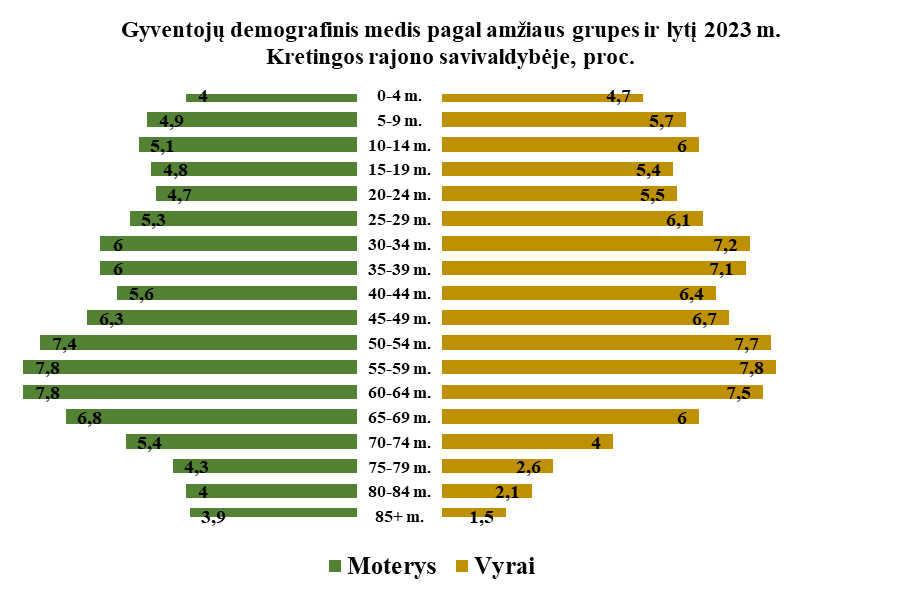 Gyventojų demografinis medis pagal amžiaus grupes ir lytį 2023 m.
Kretingos rajono savivaldybėje, proc.
4 0-4 m. 4,7
4,9 5-9 m. 5,7
5,1 10-14 m. 6
4,8 15-19 m. 5,4
4,7 20-24 m. 5,5
5,3 25-29 m. 6,1
6 30-34 m. 7,2
6 35-39 m. 7,1
5,6 40-44 m. 6,4
6,3 45-49 m. 6,7
7,4 50-54 m. 7,7
7,8 55-59 m. 7,8
7,8 60-64 m. 7,5
6,8 65-69 m. 6
5,4 70-74 m. 4
4,3 75-79 m. 2,6
4 80-84 m. 2,1
3,9 85+ m. 1,5
Moterys Vyrai